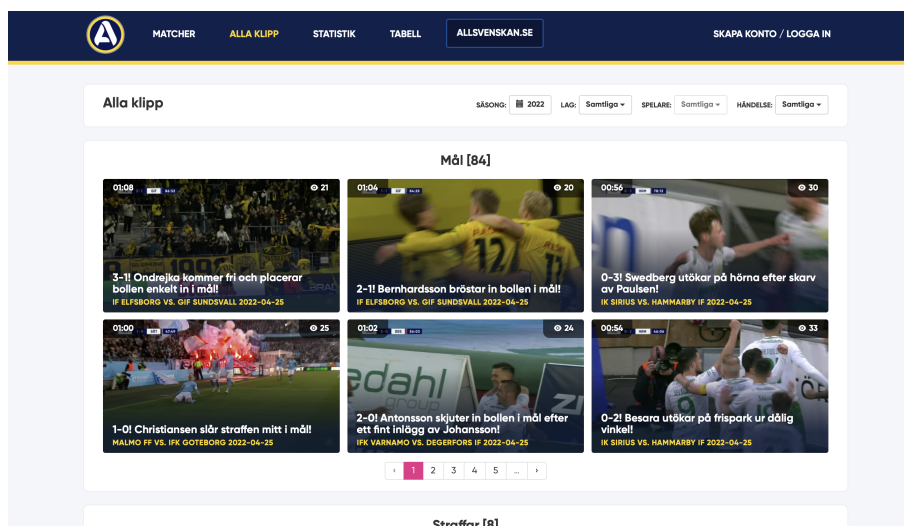 MATCHER ALLA KLIPP STATISTIK TABELL ALLSVENSKAN.SE SKAPA KONTO / LOGGA IN
Alla klipp
SÄSONG: 2022 LAG: Samtliga SPELARE: Samtliga HÄNDELSE: Samtliga
Mål [84]
01:08 21
3-1! Ondrejka kommer fri och placerar
bollen enkelt in i mål!
IF ELFSBORG VS. GIF SUNDSVALL 2022-04-25
01:04 20
12
2-1! Bernhardsson bröstar in bollen i mål!
IF ELFSBORG VS. GIF SUNDSVALL 2022-04-25
00:56 30
0-3! Swedberg utökar på hörna efter skarv
av Paulsen!
IK SIRIUS VS. HAMMARBY IF 2022-04-25
01:00 25
1-0! Christiansen slår straffen mitt i mål!
MALMO FF VS. IFK GOTEBORG 2022-04-25
01:02 24
edahl
group
2-0! Antonsson skjuter in bollen i mål efter
ett fint inlägg av Johansson!
IFK VARNAMO VS. DEGERFORS IF 2022-04-25
00:54 33
0-2! Besara utökar på frispark ur dålig
vinkel!
IK SIRIUS VS. HAMMARBY IF 2022-04-25
‹ 1 2 3 4 5 ... ›
Straffar [8]